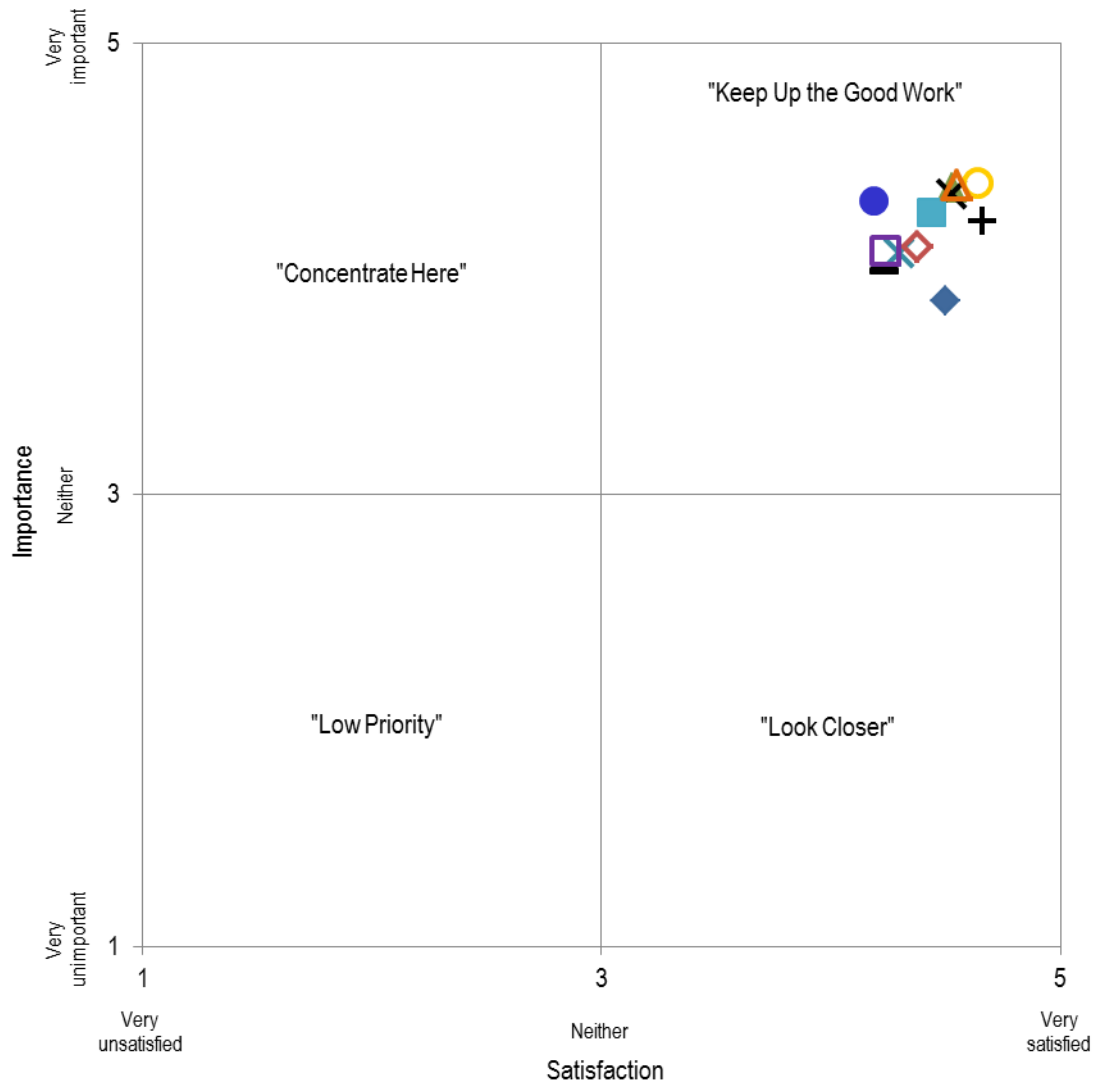 Very
important
5
"Keep Up the Good Work"
"Concentrate Here"
Importance
Neither
3
"Low Priority"
"Look Closer"
Very
unimportant
1
1
3
5
Very
unsatisfied
Neither
Very
satisfied
Satisfaction